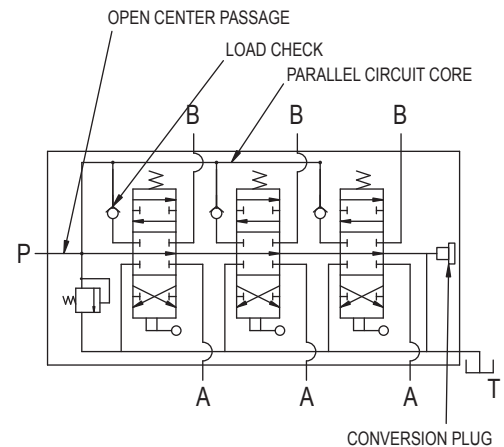 OPEN CENTER PASSAGE
LOAD CHECK
PARALLEL CIRCUIT CORE
B B B
P
A A A
T
CONVERSION PLUG